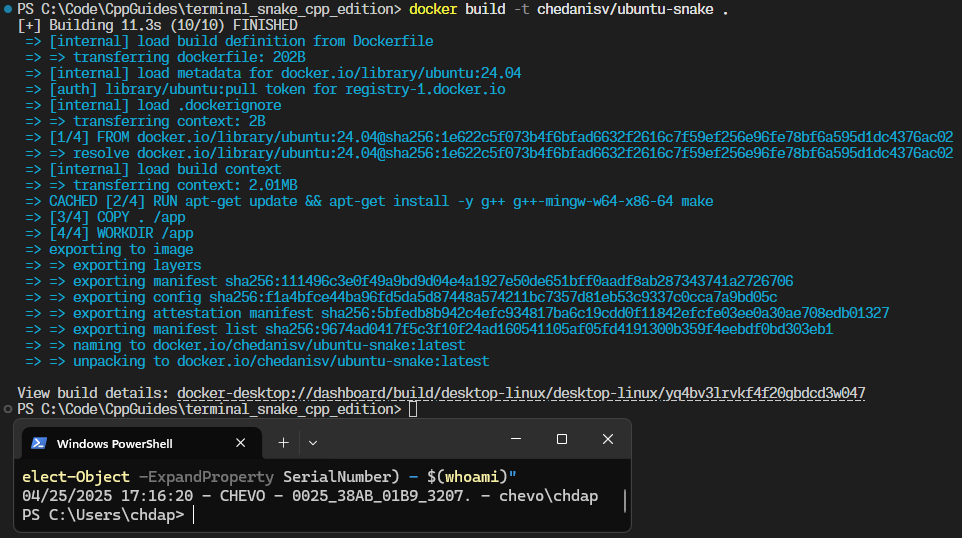 PS C:\Code\CppGuides\terminal_snake_cpp_edition> docker build -t chedanisv/ubuntu-snake .
[+] Building 11.3s (10/10) FINISHED
=> [internal] load build definition from Dockerfile
=> => transferring dockerfile: 202B
=> [internal] load metadata for docker.io/library/ubuntu:24.04
=> [auth] library/ubuntu:pull token for registry-1.docker.io
=> [internal] load .dockerignore
=> => transferring context: 2B
=> [1/4] FROM docker.io/library/ubuntu:24.04@sha256:1e622c5f073b4f6bfad6632f2616c7f59ef256e96fe78bf6a595d1dc4376ac02
=> => resolve docker.io/library/ubuntu:24.04@sha256:1e622c5f073b4f6bfad6632f2616c7f59ef256e96fe78bf6a595d1dc4376ac02
=> [internal] load build context
=> => transferring context: 2.01MB
=> CACHED [2/4] RUN apt-get update && apt-get install -y g++ g++-mingw-w64-x86-64 make
=> [3/4] COPY . /app
=> [4/4] WORKDIR /app
=> exporting to image
=> => exporting layers
=> => exporting manifest sha256:111496c3e0f49a9bd9d04e4a1927e50de651bff0aadf8ab287343741a2726706
=> => exporting config sha256:f1a4bfce44ba96fd5da5d87448a574211bc7357d81eb53c9337c0cca7a9bd05c
=> => exporting attestation manifest sha256:5bfedb8b942c4efc934817ba6c19cdd0f11842efcfe03ee0a30ae708edb01327
=> => exporting manifest list sha256:9674ad0417f5c3f10f24ad160541105af05fd4191300b359f4eebdf0bd303eb1
=> => naming to docker.io/chedanisv/ubuntu-snake:latest
=> => unpacking to docker.io/chedanisv/ubuntu-snake:latest
View build details: docker-desktop://dashboard/build/desktop-linux/desktop-linux/yq4bv3lrvkf4f20gbdcd3w047
PS C:\Code\CppGuides\terminal_snake_cpp_edition>
Windows PowerShell
elect-Object -ExpandProperty SerialNumber) - $(whoami)"
04/25/2025 17:16:20 - CHEVO - 0025_38AB_01B9_3207. - chevo\chdap
PS C:\Users\chdap>